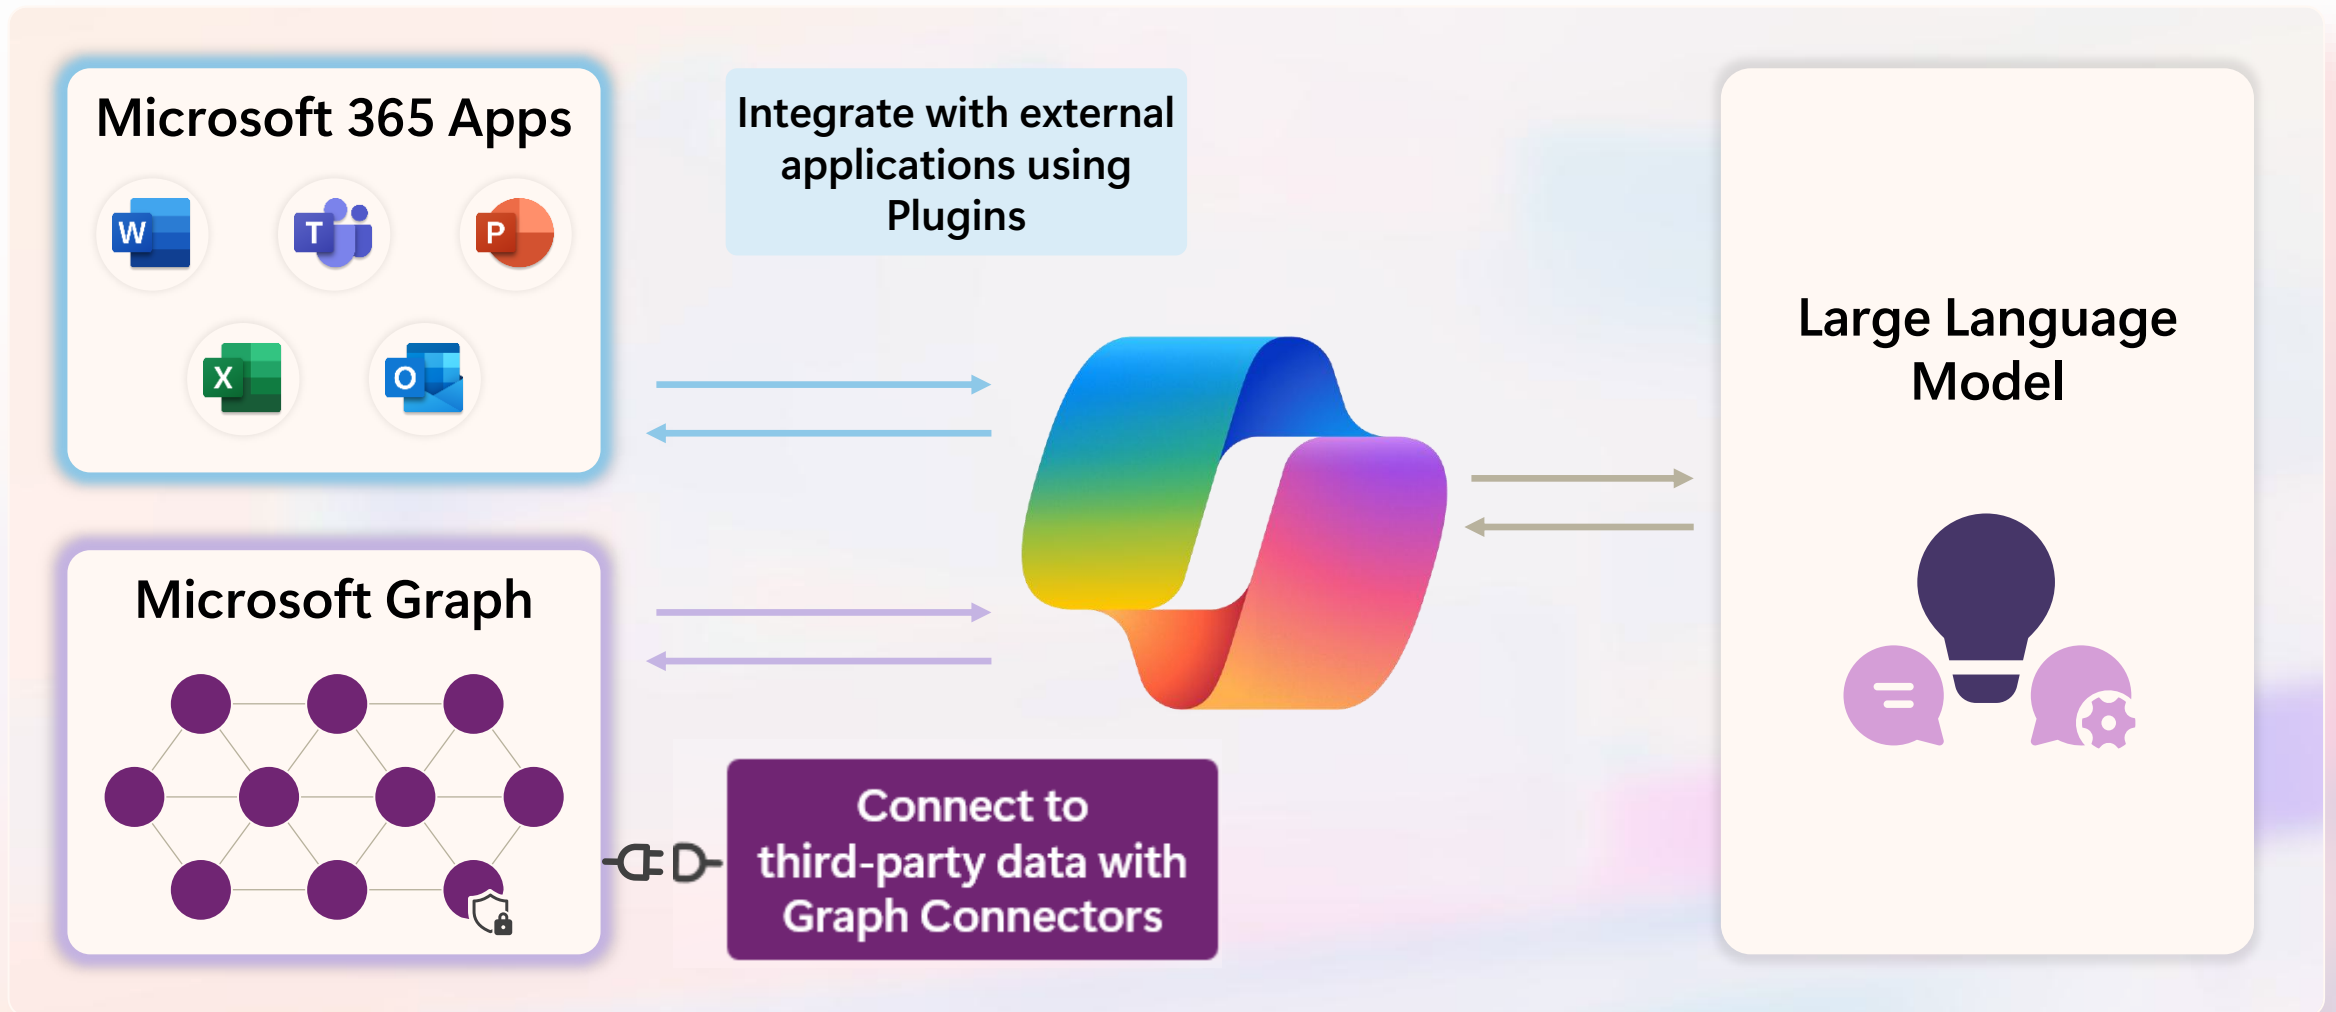 Microsoft 365 Apps
W
T
P
X
O
Integrate with external
applications using
Plugins
Large Language
Model
Microsoft Graph
Connect to
third-party data with
Graph Connectors